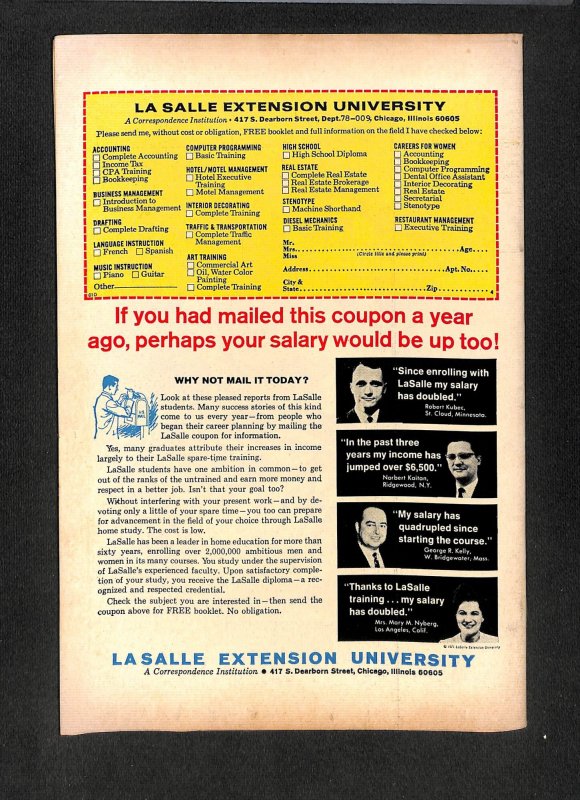 LA SALLE EXTENSION UNIVERSITY
A Correspondence Institution • 417 S. Dearborn Street, Dept.78-009, Chicago, Illinois 60605
Please send me, without cost or obligation, FREE booklet and full information on the field I have checked below:
ACCOUNTING
Complete Accounting
Income Tax
CPA Training
Bookkeeping
BUSINESS MANAGEMENT
Introduction to
Business Management
DRAFTING
Complete Drafting
LANGUAGE INSTRUCTION
French Spanish
MUSIC INSTRUCTION
Piano Guitar
Other
COMPUTER PROGRAMMING
Basic Training
HOTEL/MOTEL MANAGEMENT
Hotel Executive
Training
Motel Management
INTERIOR DECORATING
Complete Training
TRAFFIC & TRANSPORTATION
Complete Traffic
Management
ART TRAINING
Commercial Art
Oil, Water Color
Painting
Complete Training
HIGH SCHOOL
High School Diploma
REAL ESTATE
Complete Real Estate
Real Estate Brokerage
Real Estate Management
STENOTYPE
Machine Shorthand
DIESEL MECHANICS
Basic Training
CAREERS FOR WOMEN
Accounting
Bookkeeping
Computer Programming
Dental Office Assistant
Interior Decorating
Real Estate
Secretarial
Stenotype
RESTAURANT MANAGEMENT
Executive Training
Mr.
Mrs. Age
Miss (Circle title and please print)
Address Apt. No.
City &
State Zip
4
010
If you had mailed this coupon a year
ago, perhaps your salary would be up too!
U.S.
MAIL
WHY NOT MAIL IT TODAY?
Look at these pleased reports from LaSalle
students. Many success stories of this kind
come to us every year—from people who
began their career planning by mailing the
LaSalle coupon for information.
Yes, many graduates attribute their increases in income
largely to their LaSalle spare-time training.
LaSalle students have one ambition in common—to get
out of the ranks of the untrained and earn more money and
respect in a better job. Isn't that your goal too?
Without interfering with your present work—and by de-
voting only a little of your spare time—you too can prepare
for advancement in the field of your choice through LaSalle
home study. The cost is low.
LaSalle has been a leader in home education for more than
sixty years, enrolling over 2,000,000 ambitious men and
women in its many courses. You study under the supervision
of LaSalle's experienced faculty. Upon satisfactory comple-
tion of your study, you receive the LaSalle diploma—a rec-
ognized and respected credential.
Check the subject you are interested in—then send the
coupon above for FREE booklet. No obligation.
"Since enrolling with
LaSalle my salary
has doubled."
Robert Kubec,
St. Cloud, Minnesota.
"In the past three
years my income has
jumped over $6,500."
Norbert Kaitan,
Ridgewood, N.Y.
"My salary has
quadrupled since
starting the course."
George R. Kelly,
W. Bridgewater, Mass.
"Thanks to LaSalle
training . . . my salary
has doubled."
Mrs. Mary M. Nyberg,
Los Angeles, Calif.
© 1971 LaSalle Extension University
LA SALLE EXTENSION UNIVERSITY
A Correspondence Institution • 417 S. Dearborn Street, Chicago, Illinois 60605